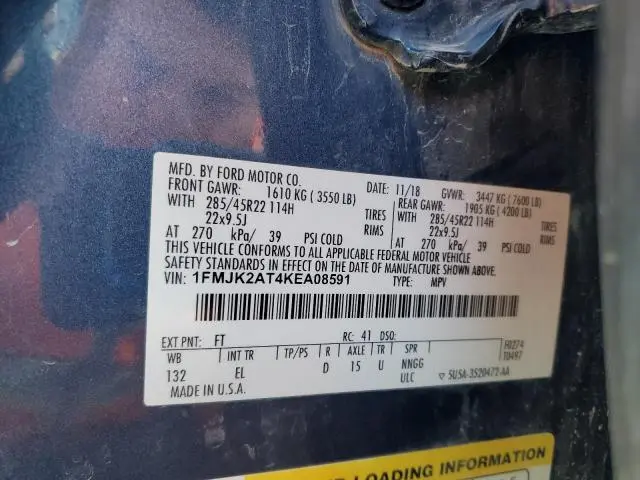 MFD. BY FORD MOTOR CO.
DATE: 11/18 GVWR: 3447 KG ( 7600 LB)
FRONT GAWR: 1610 KG ( 3550 LB) REAR GAWR: 1905 KG ( 4200 LB)
WITH 285/45R22 114H TIRES WITH 285/45R22 114H TIRES
22x9.5J RIMS 22x9.5J RIMS
AT 270 kPa/ 39 PSI COLD AT 270 kPa/ 39 PSI COLD
THIS VEHICLE CONFORMS TO ALL APPLICABLE FEDERAL MOTOR VEHICLE
SAFETY STANDARDS IN EFFECT ON THE DATE OF MANUFACTURE SHOWN ABOVE.
VIN: 1FMJK2AT4KEA08591 TYPE: MPV
EXT PNT: FT RC: 41 DSO: F0274
WB INT TR TP/PS R AXLE TR SPR T0497
132 EL D 15 U NNGG
MADE IN U.S.A. ULC ▽ 5U5A-3520472-AA
LOADING INFORMATION